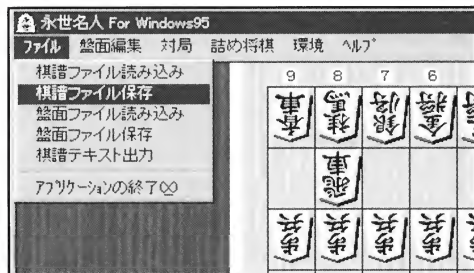 永世名人 For Windows95
ﾌｧｲﾙ 盤面編集 対局 詰め将棋 環境 ﾍﾙﾌﾟ
棋譜ファイル読み込み
棋譜ファイル保存
盤面ファイル読み込み
盤面ファイル保存
棋譜テキスト出力
ｱﾌﾟﾘｹｰｼｮﾝの終了
9 8 7 6
香車 桂馬 銀将 金将
飛車
歩兵 歩兵 歩兵 歩兵